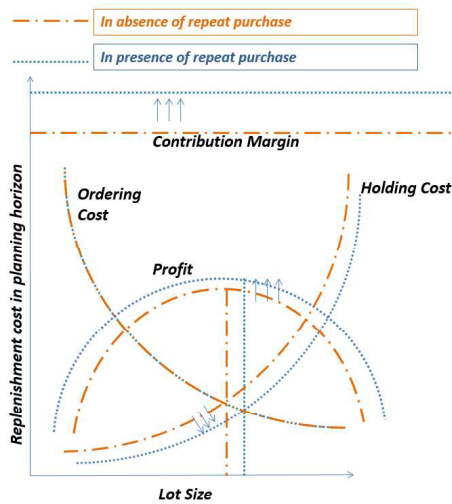 In absence of repeat purchase
In presence of repeat purchase
Contribution Margin
Ordering
Cost
Holding Cost
Profit
Replenishment cost in planning horizon
Lot Size